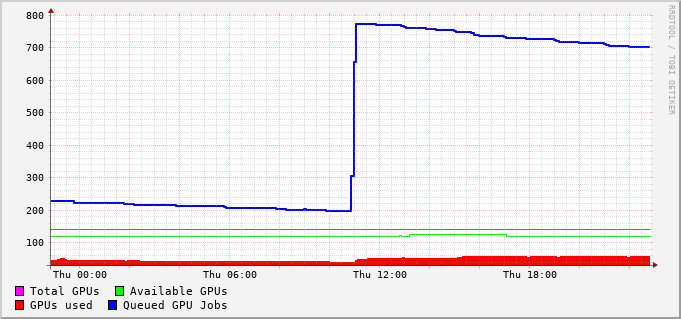 800
700
600
500
400
300
200
100
Thu 00:00 Thu 06:00 Thu 12:00 Thu 18:00
Total GPUs Available GPUs
GPUs used Queued GPU Jobs
RRDTOOL / TOBI OETIKER